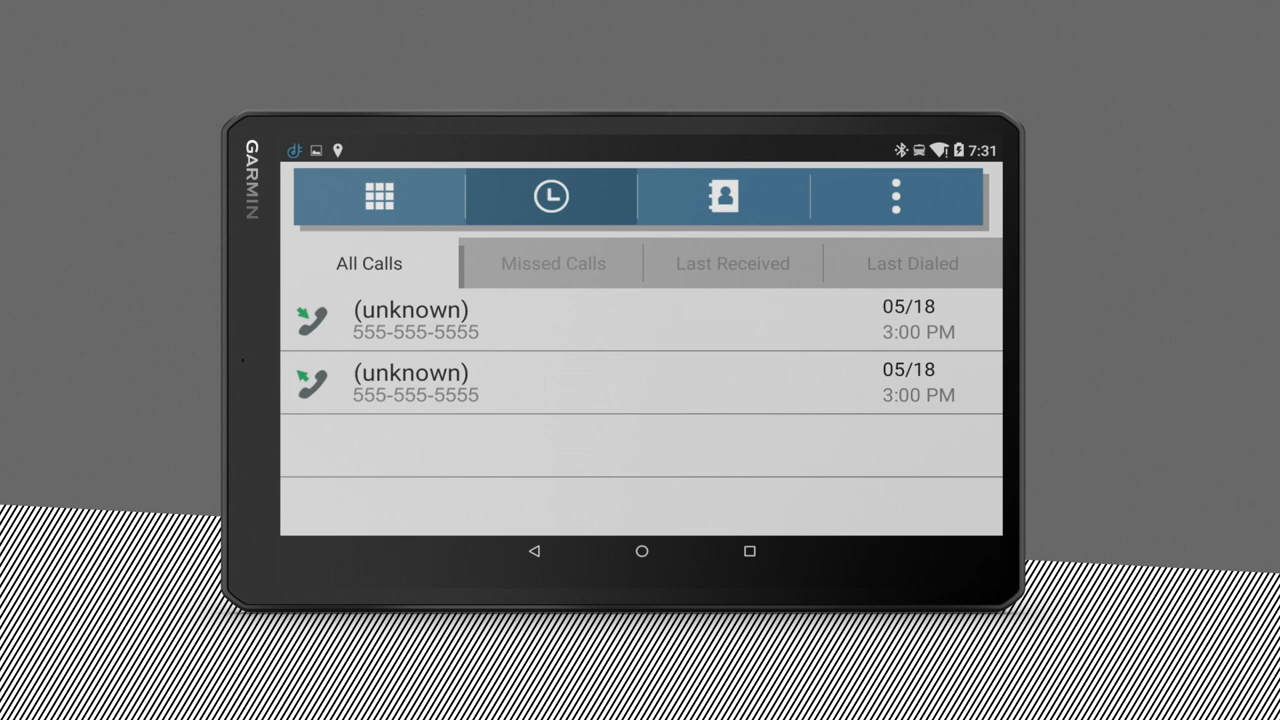 GARMIN
7:31
All Calls
Missed Calls
Last Received
Last Dialed
(unknown)
05/18
555-555-5555
3:00 PM
(unknown)
05/18
555-555-5555
3:00 PM